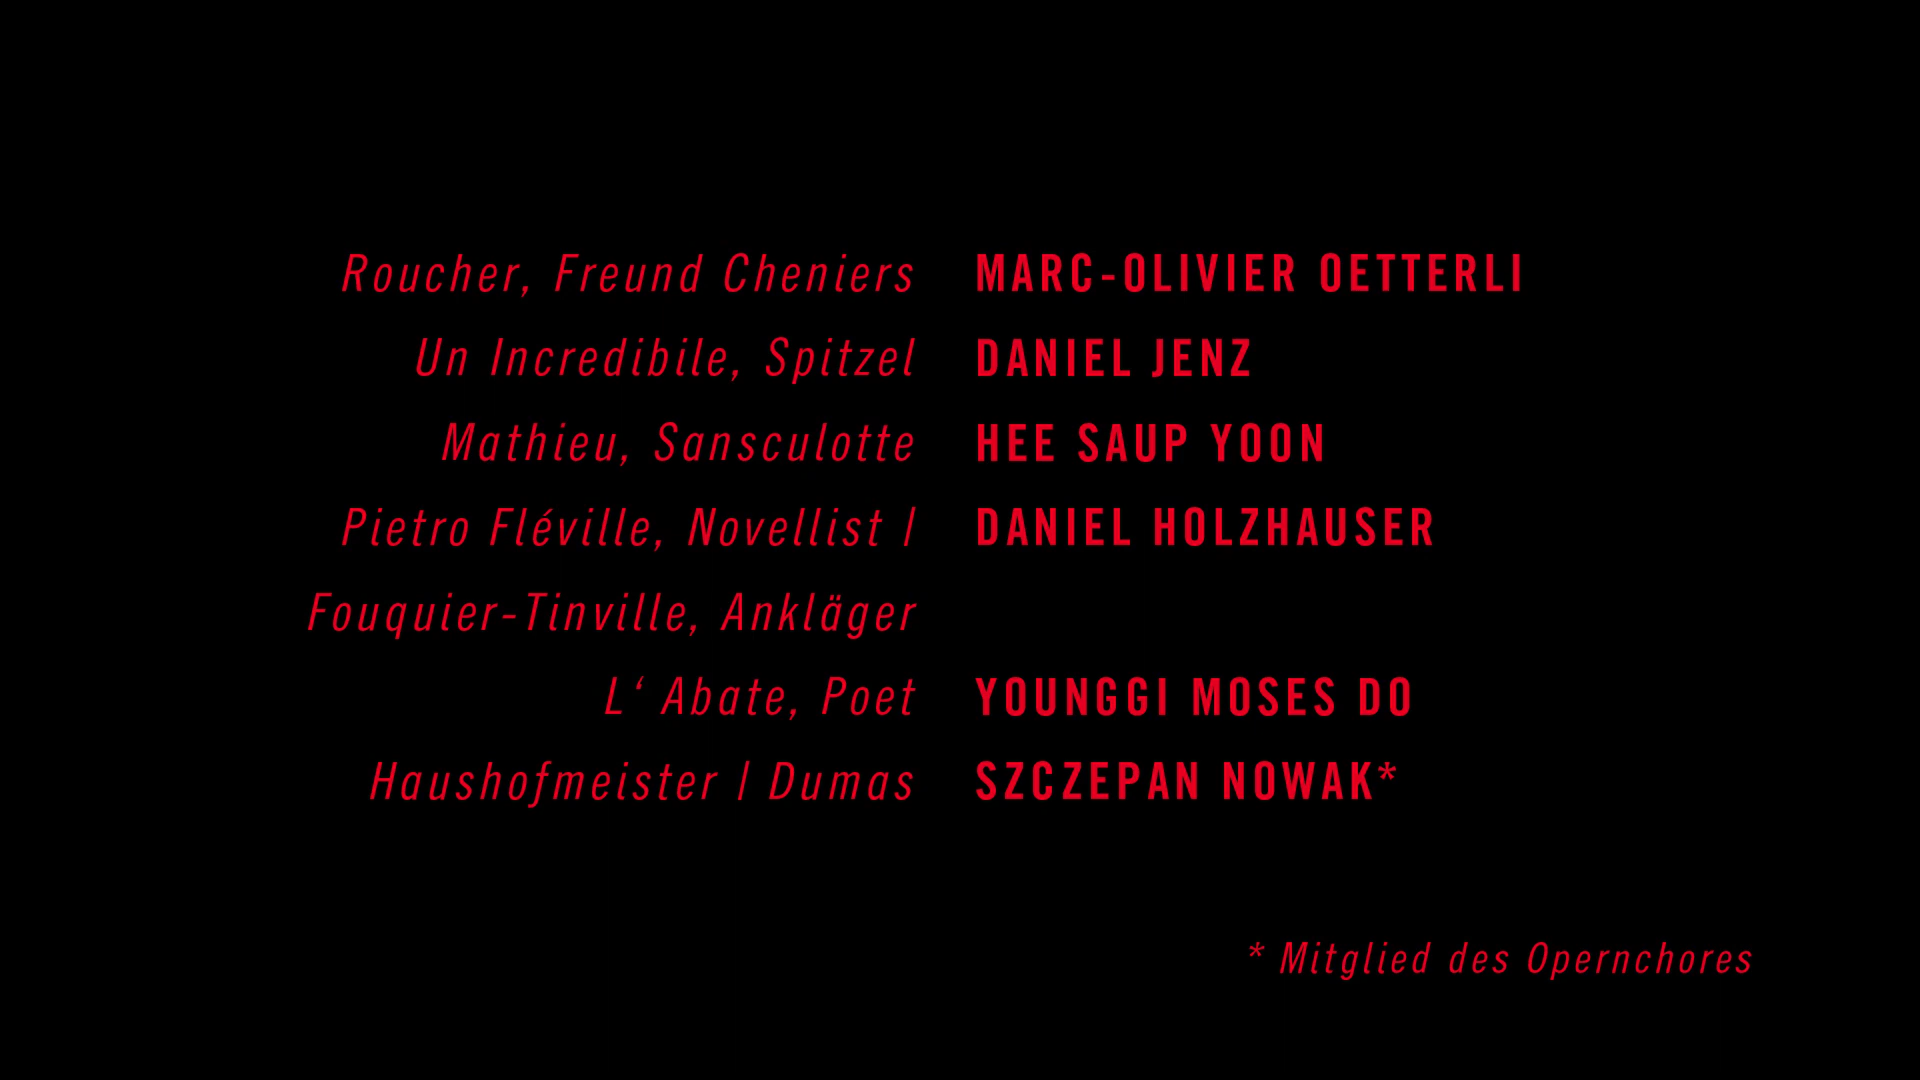 Roucher, Freund Cheniers MARC-OLIVIER OETTERLI
Un Incredibile, Spitzel DANIEL JENZ
Mathieu, Sansculotte HEE SAUP YOON
Pietro Fléville, Novellist | DANIEL HOLZHAUSER
Fouquier-Tinville, Ankläger
L‘ Abate, Poet YOUNGGI MOSES DO
Haushofmeister | Dumas SZCZEPAN NOWAK*
* Mitglied des Opernchores